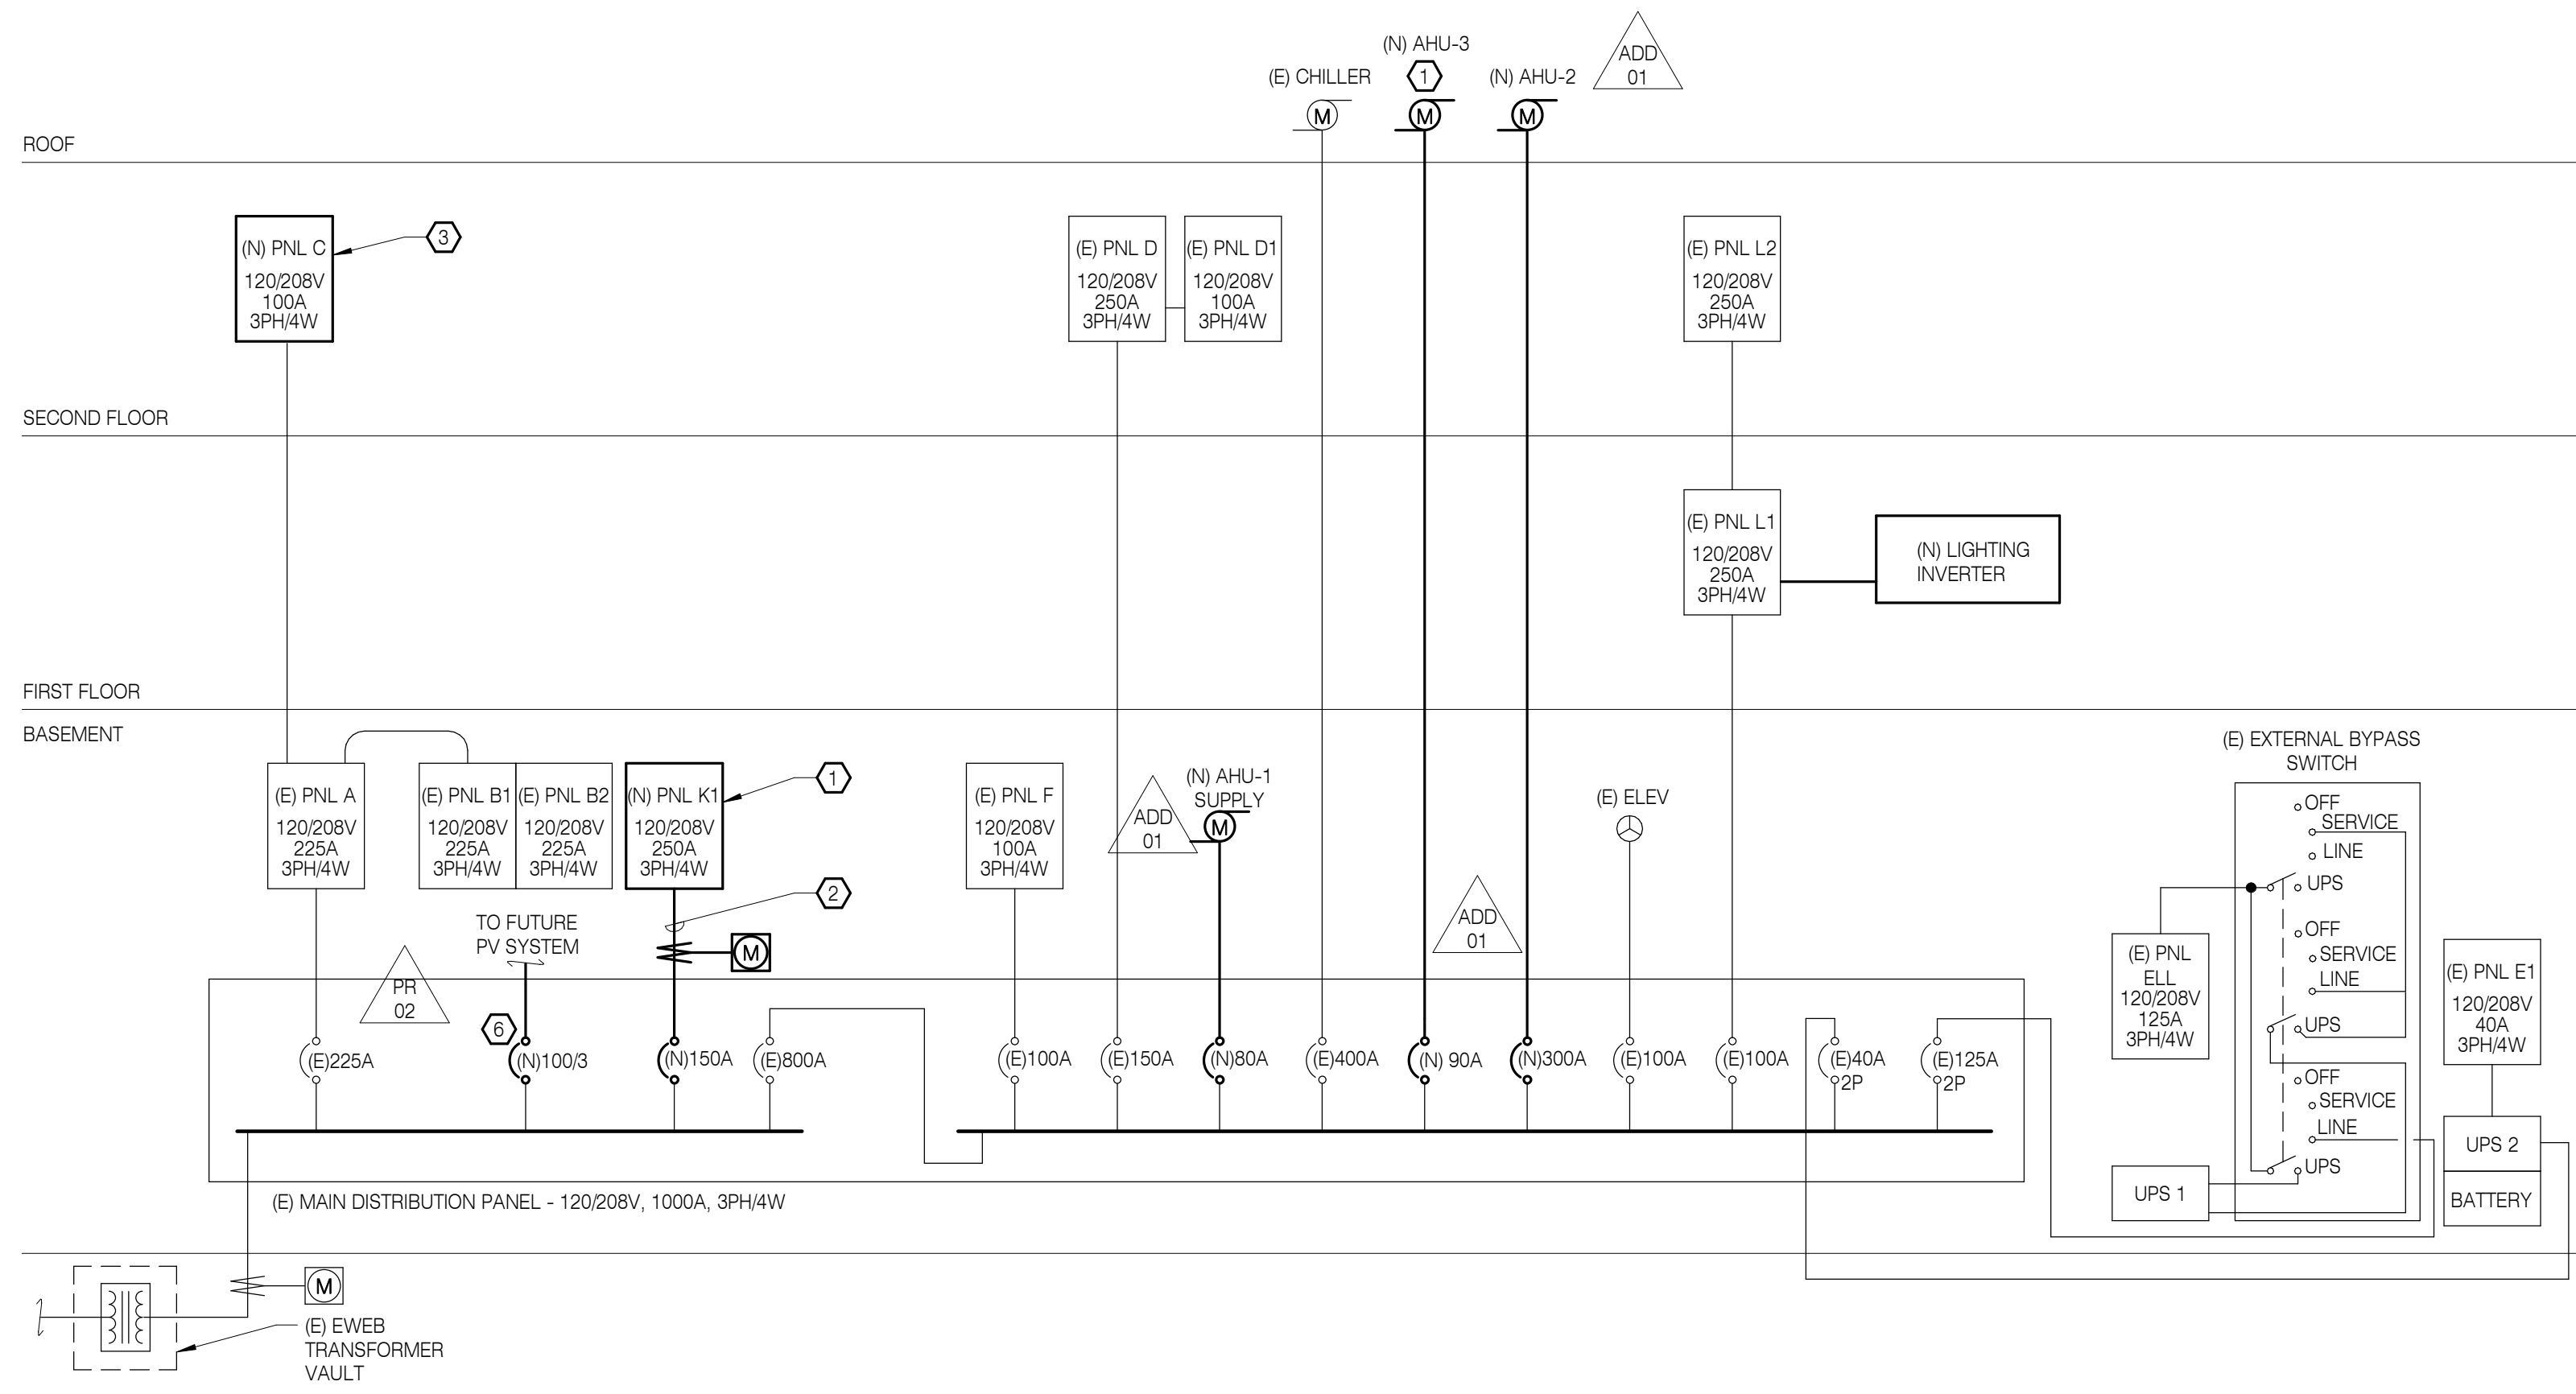 (N) AHU-3
(E) CHILLER
1
(N) AHU-2
ADD
01
M
M
M
ROOF
(N) PNL C
120/208V
100A
3PH/4W
3
(E) PNL D
120/208V
250A
3PH/4W
(E) PNL D1
120/208V
100A
3PH/4W
(E) PNL L2
120/208V
250A
3PH/4W
SECOND FLOOR
(E) PNL L1
120/208V
250A
3PH/4W
(N) LIGHTING
INVERTER
FIRST FLOOR
BASEMENT
(E) PNL A
120/208V
225A
3PH/4W
(E) PNL B1
120/208V
225A
3PH/4W
(E) PNL B2
120/208V
225A
3PH/4W
(N) PNL K1
120/208V
250A
3PH/4W
1
2
M
(E) PNL F
120/208V
100A
3PH/4W
ADD
01
(N) AHU-1
SUPPLY
M
ADD
01
(E) ELEV
(E) EXTERNAL BYPASS
SWITCH
OFF
SERVICE
LINE
UPS
OFF
SERVICE
LINE
UPS
OFF
SERVICE
LINE
UPS
(E) PNL
ELL
120/208V
125A
3PH/4W
(E) PNL E1
120/208V
40A
3PH/4W
UPS 1
UPS 2
BATTERY
TO FUTURE
PV SYSTEM
PR
02
6
(E)225A
(N)100/3
(N)150A
(E)800A
(E)100A
(E)150A
(N)80A
(E)400A
(N) 90A
(N)300A
(E)100A
(E)100A
(E)40A
2P
(E)125A
2P
(E) MAIN DISTRIBUTION PANEL - 120/208V, 1000A, 3PH/4W
M
(E) EWEB
TRANSFORMER
VAULT